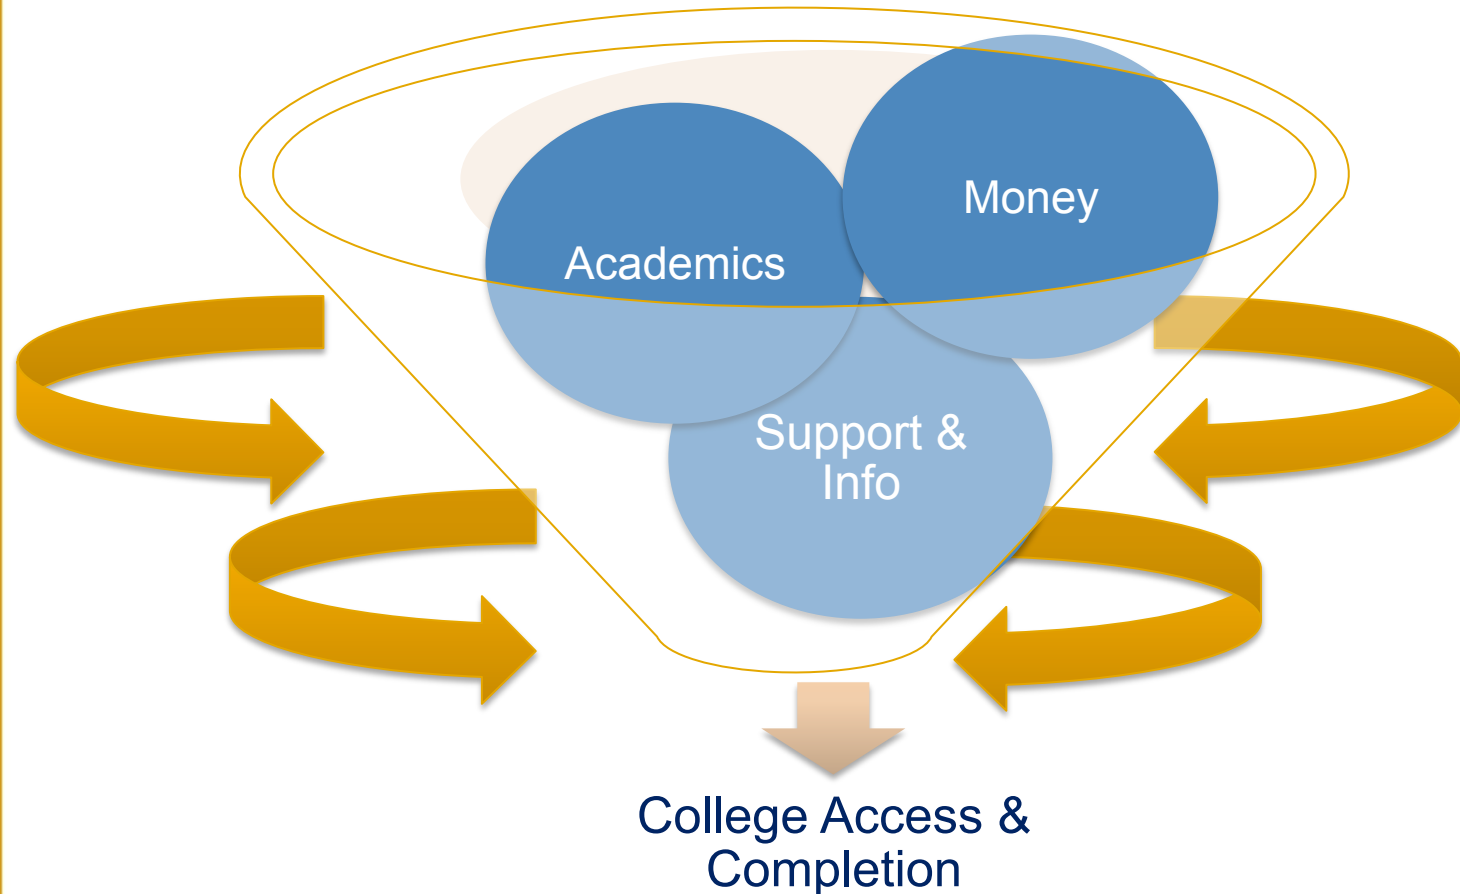 Money
Academics
Support &
Info
College Access &
Completion